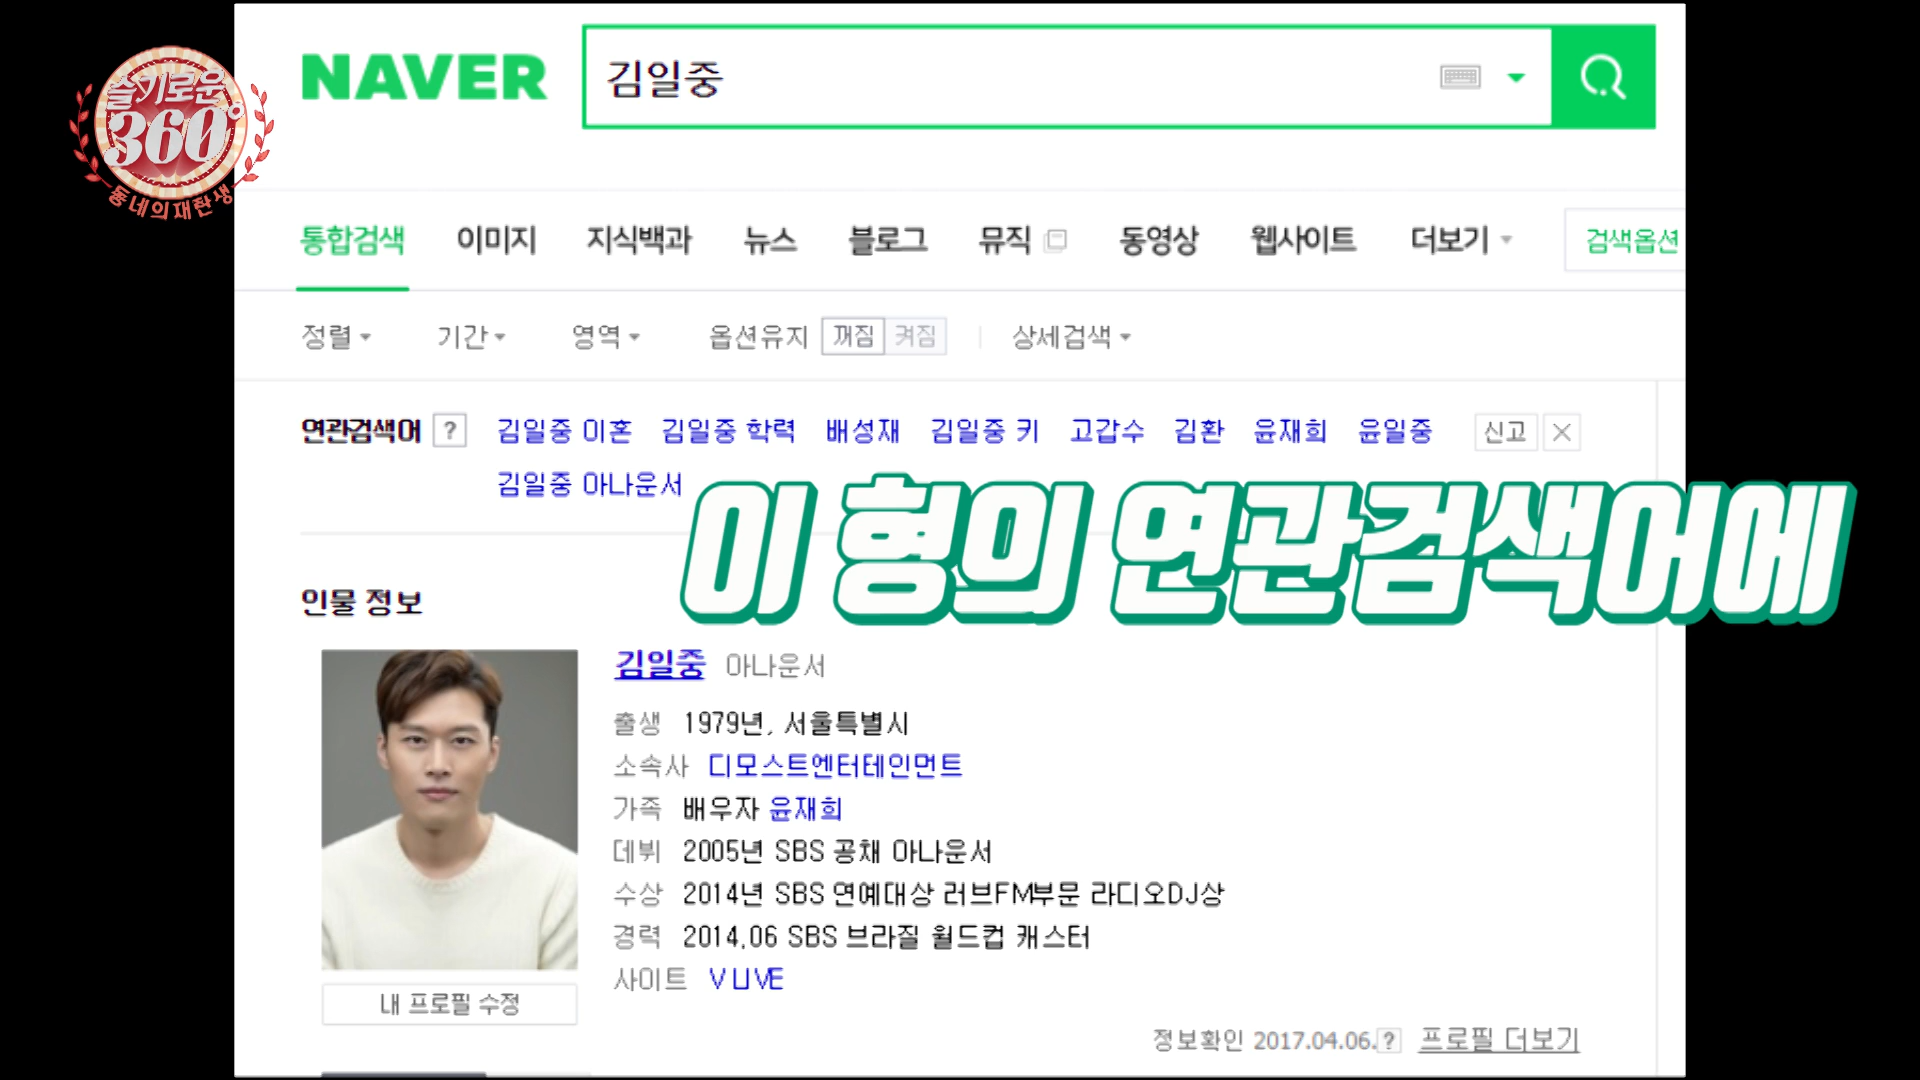 슬기로운
360°
동네의 재탄생
NAVER
김일중
통합검색 이미지 지식백과 뉴스 블로그 뮤직 동영상 웹사이트 더보기 검색옵션
정렬 기간 영역 옵션유지 꺼짐 켜짐 상세검색
연관검색어 ? 김일중 이혼 김일중 학력 배성재 김일중 키 고갑수 김환 윤재희 윤일중 신고
김일중 아나운서
이 형의 연관검색어에
인물 정보
김일중 아나운서
출생 1979년, 서울특별시
소속사 디모스트엔터테인먼트
가족 배우자 윤재희
데뷔 2005년 SBS 공채 아나운서
수상 2014년 SBS 연예대상 러브FM부문 라디오DJ상
경력 2014.06 SBS 브라질 월드컵 캐스터
사이트 V LIVE
내 프로필 수정
정보확인 2017.04.06. ? 프로필 더보기